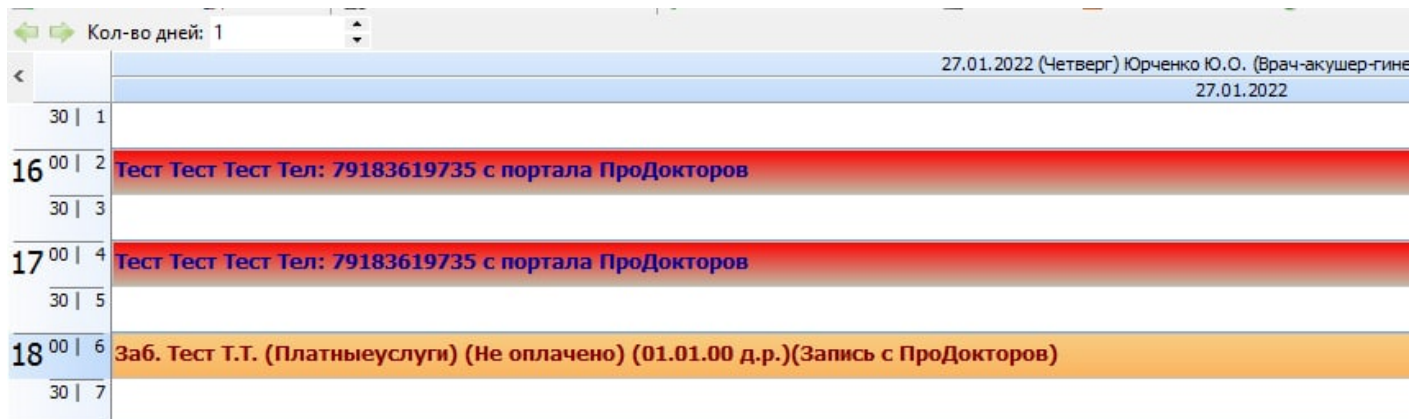 Кол-во дней: 1
<
27.01.2022 (Четверг) Юрченко Ю.О. (Врач-акушер-гине
27.01.2022
30 | 1
16 00 | 2 Тест Тест Тест Тел: 79183619735 с портала ПроДокторов
30 | 3
17 00 | 4 Тест Тест Тест Тел: 79183619735 с портала ПроДокторов
30 | 5
18 00 | 6 Заб. Тест Т.Т. (Платныеуслуги) (Не оплачено) (01.01.00 д.р.)(Запись с ПроДокторов)
30 | 7